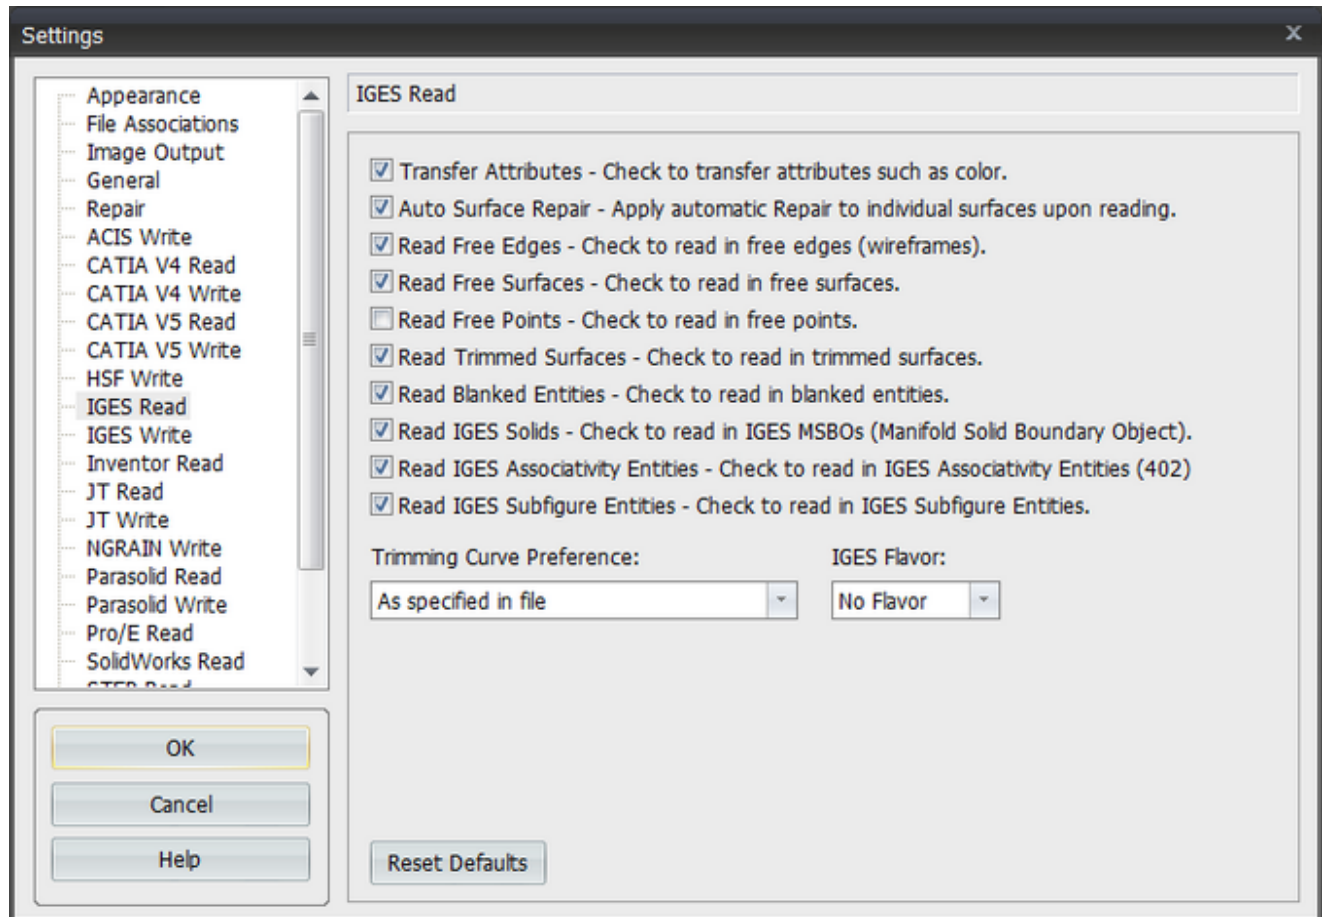 Settings
x
Appearance
File Associations
Image Output
General
Repair
ACIS Write
CATIA V4 Read
CATIA V4 Write
CATIA V5 Read
CATIA V5 Write
HSF Write
IGES Read
IGES Write
Inventor Read
JT Read
JT Write
NGRAIN Write
Parasolid Read
Parasolid Write
Pro/E Read
SolidWorks Read
STEP Read
OK
Cancel
Help
IGES Read
Transfer Attributes - Check to transfer attributes such as color.
Auto Surface Repair - Apply automatic Repair to individual surfaces upon reading.
Read Free Edges - Check to read in free edges (wireframes).
Read Free Surfaces - Check to read in free surfaces.
Read Free Points - Check to read in free points.
Read Trimmed Surfaces - Check to read in trimmed surfaces.
Read Blanked Entities - Check to read in blanked entities.
Read IGES Solids - Check to read in IGES MSBOs (Manifold Solid Boundary Object).
Read IGES Associativity Entities - Check to read in IGES Associativity Entities (402)
Read IGES Subfigure Entities - Check to read in IGES Subfigure Entities.
Trimming Curve Preference:
IGES Flavor:
As specified in file
No Flavor
Reset Defaults